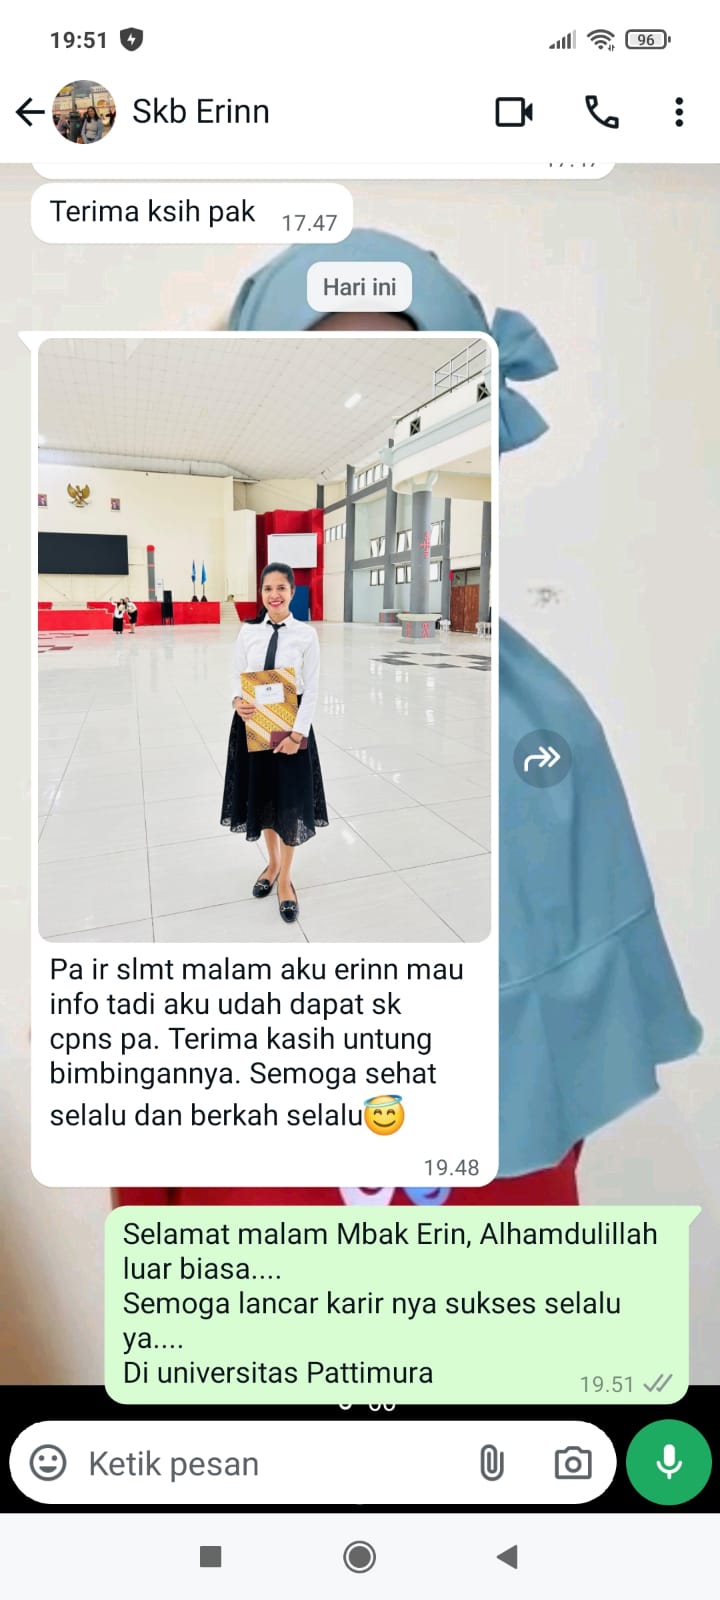 19:51
96
Skb Erinn
Terima ksih pak
17.47
Hari ini
Pa ir slmt malam aku erinn mau
info tadi aku udah dapat sk
cpns pa. Terima kasih untung
bimbingannya. Semoga sehat
selalu dan berkah selalu😇
19.48
Selamat malam Mbak Erin, Alhamdulillah
luar biasa....
Semoga lancar karir nya sukses selalu
ya....
Di universitas Pattimura
19.51
Ketik pesan